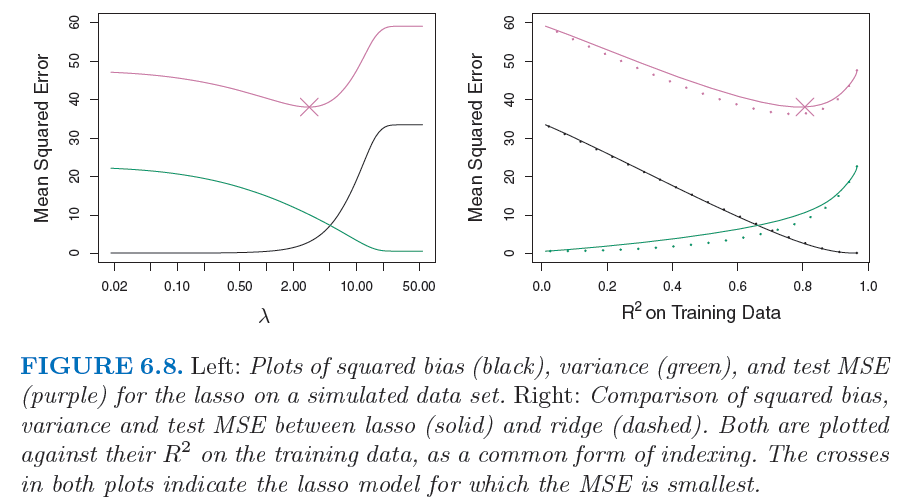 Mean Squared Error
0 10 20 30 40 50 60
0.02 0.10 0.50 2.00 10.00 50.00
λ
Mean Squared Error
0 10 20 30 40 50 60
0.0 0.2 0.4 0.6 0.8 1.0
R² on Training Data
FIGURE 6.8. Left: Plots of squared bias (black), variance (green), and test MSE
(purple) for the lasso on a simulated data set. Right: Comparison of squared bias,
variance and test MSE between lasso (solid) and ridge (dashed). Both are plotted
against their R² on the training data, as a common form of indexing. The crosses
in both plots indicate the lasso model for which the MSE is smallest.